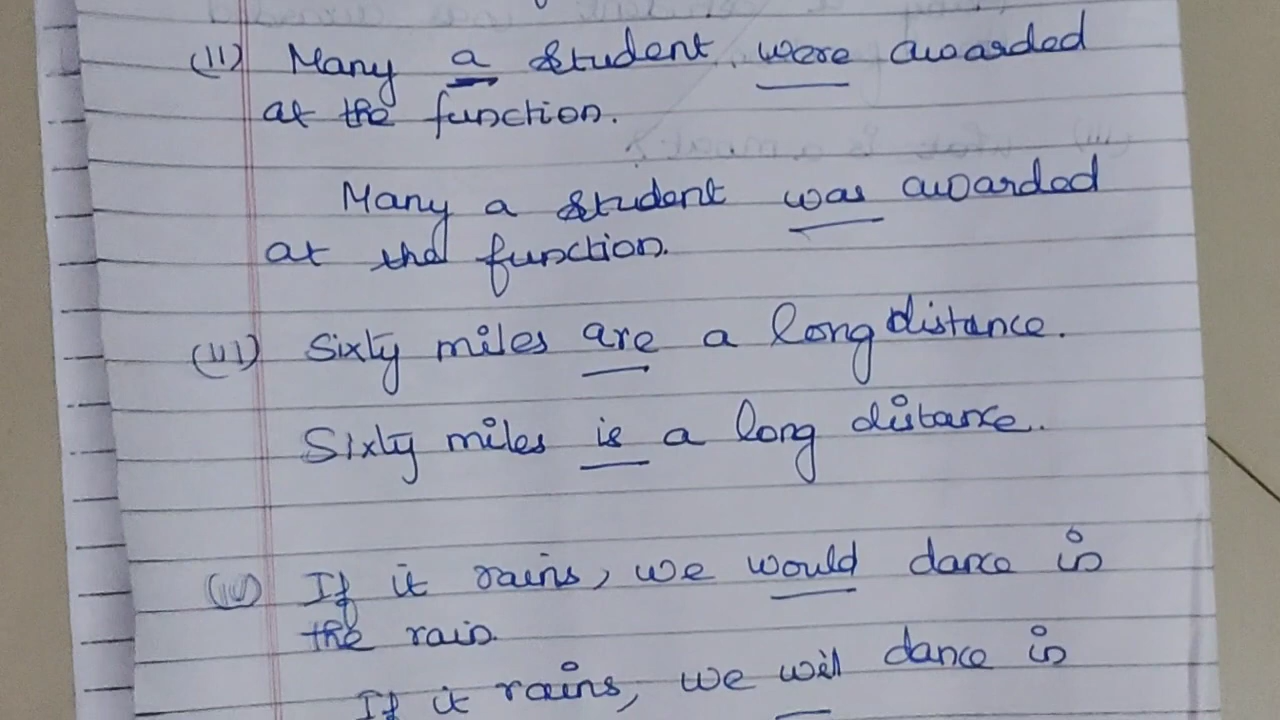 (ii) Many a student were awarded
at the function.
Many a student was awarded
at the function.
(iii) Sixty miles are a long distance.
Sixty miles is a long distance.
(iv) If it rains, we would dance in
the rain.
If it rains, we will dance in